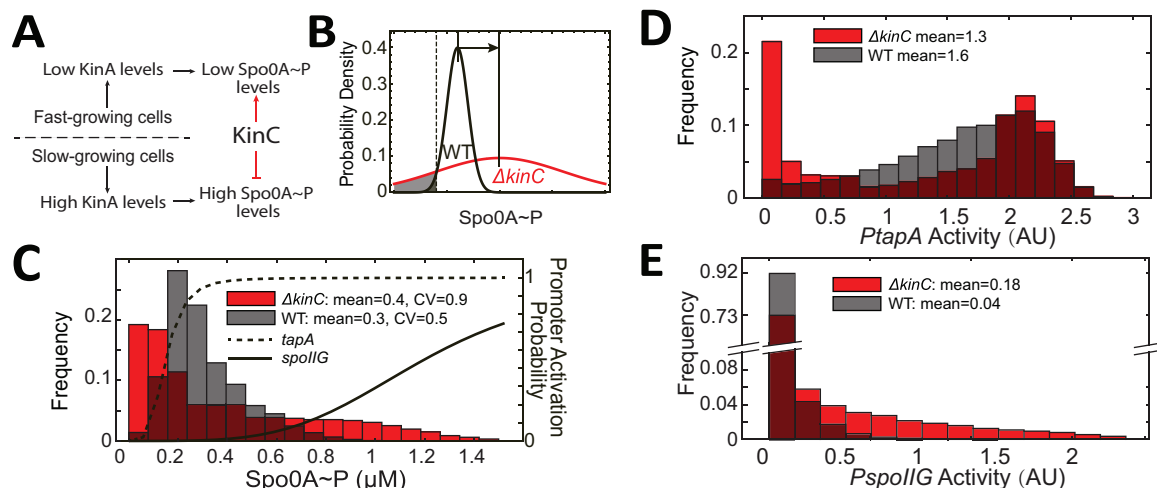 A
Low KinA levels
Low Spo0A~P
levels
Fast-growing cells
KinC
Slow-growing cells
High KinA levels
High Spo0A~P
levels
B
Probability Density
0.4
0.3
0.2
0.1
0
WT
ΔkinC
Spo0A~P
C
Frequency
0.2
0.1
0
ΔkinC: mean=0.4, CV=0.9
WT: mean=0.3, CV=0.5
tapA
spoIIG
1
0
Promoter Activation
Probability
0 0.2 0.4 0.6 0.8 1 1.2 1.4
Spo0A~P (μM)
D
Frequency
0.2
0.1
0
ΔkinC mean=1.3
WT mean=1.6
0 0.5 1 1.5 2 2.5 3
PtapA Activity (AU)
E
Frequency
0.92
0.73
0.08
0.04
0
ΔkinC: mean=0.18
WT: mean=0.04
0 0.5 1 1.5 2
PspoIIG Activity (AU)